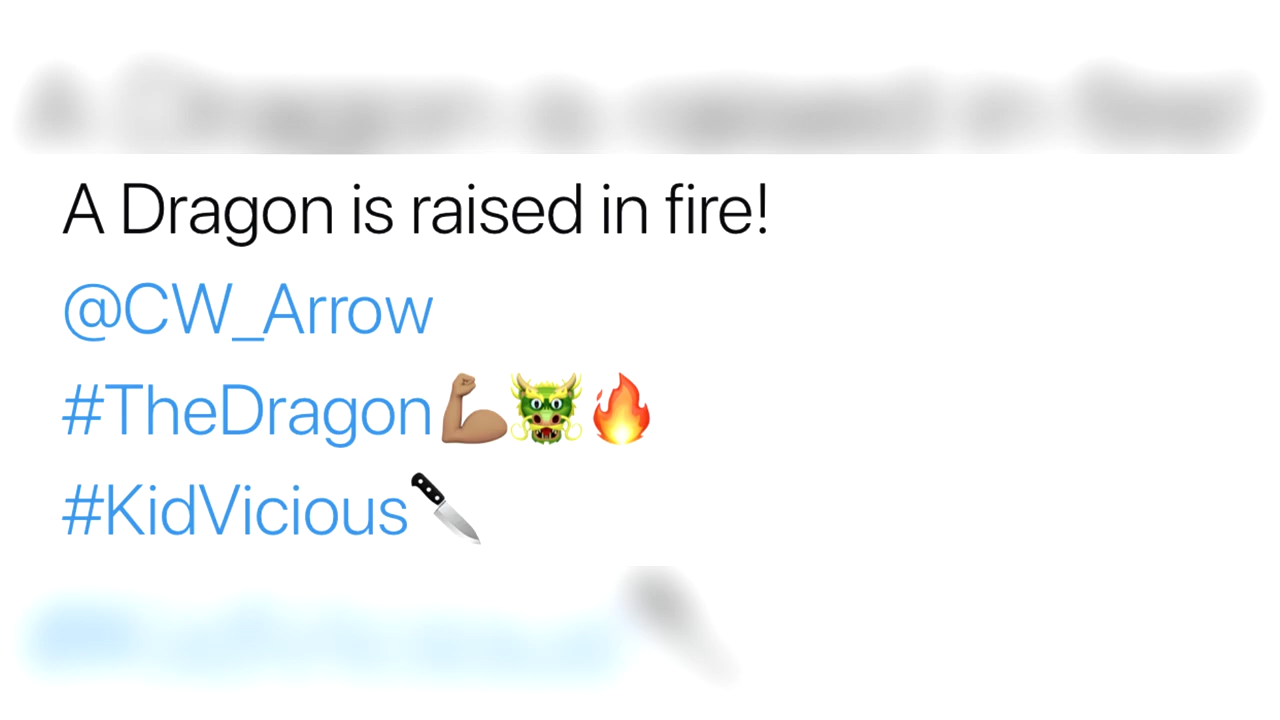 A Dragon is raised in fire!
@CW_Arrow
#TheDragon💪🏽🐲🔥
#KidVicious🔪